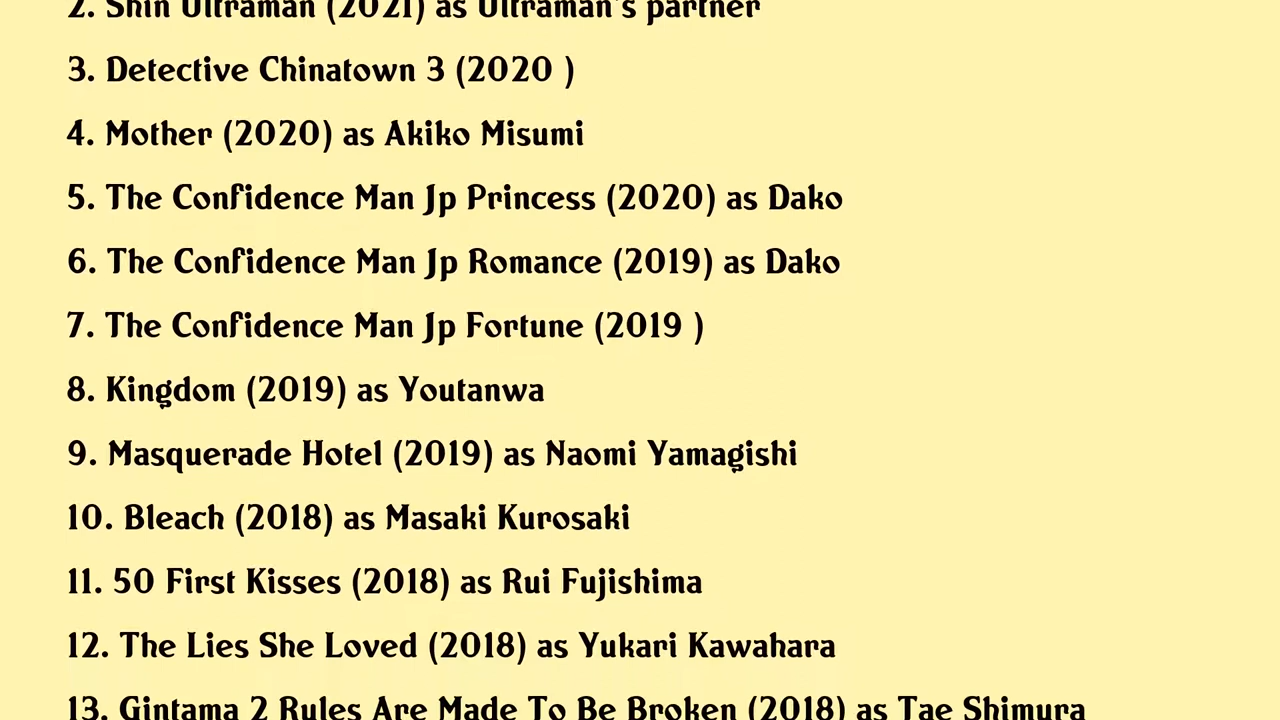 2. Shin Ultraman (2021) as Ultraman's partner
3. Detective Chinatown 3 (2020 )
4. Mother (2020) as Akiko Misumi
5. The Confidence Man Jp Princess (2020) as Dako
6. The Confidence Man Jp Romance (2019) as Dako
7. The Confidence Man Jp Fortune (2019 )
8. Kingdom (2019) as Youtanwa
9. Masquerade Hotel (2019) as Naomi Yamagishi
10. Bleach (2018) as Masaki Kurosaki
11. 50 First Kisses (2018) as Rui Fujishima
12. The Lies She Loved (2018) as Yukari Kawahara
13. Gintama 2 Rules Are Made To Be Broken (2018) as Tae Shimura